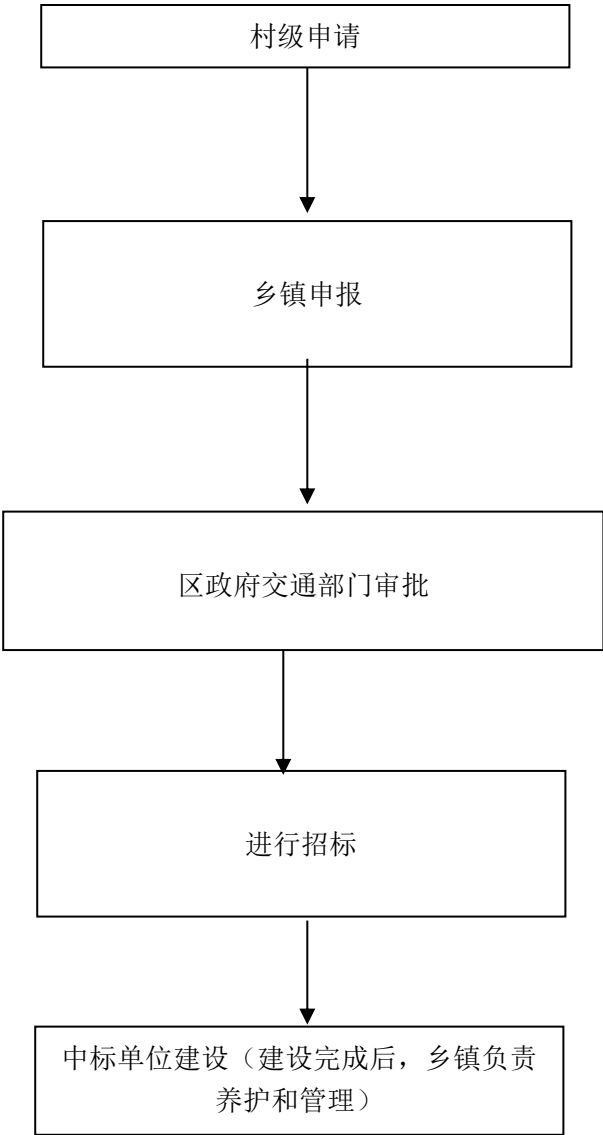 村级申请
乡镇申报
区政府交通部门审批
进行招标
中标单位建设（建设完成后，乡镇负责
养护和管理）